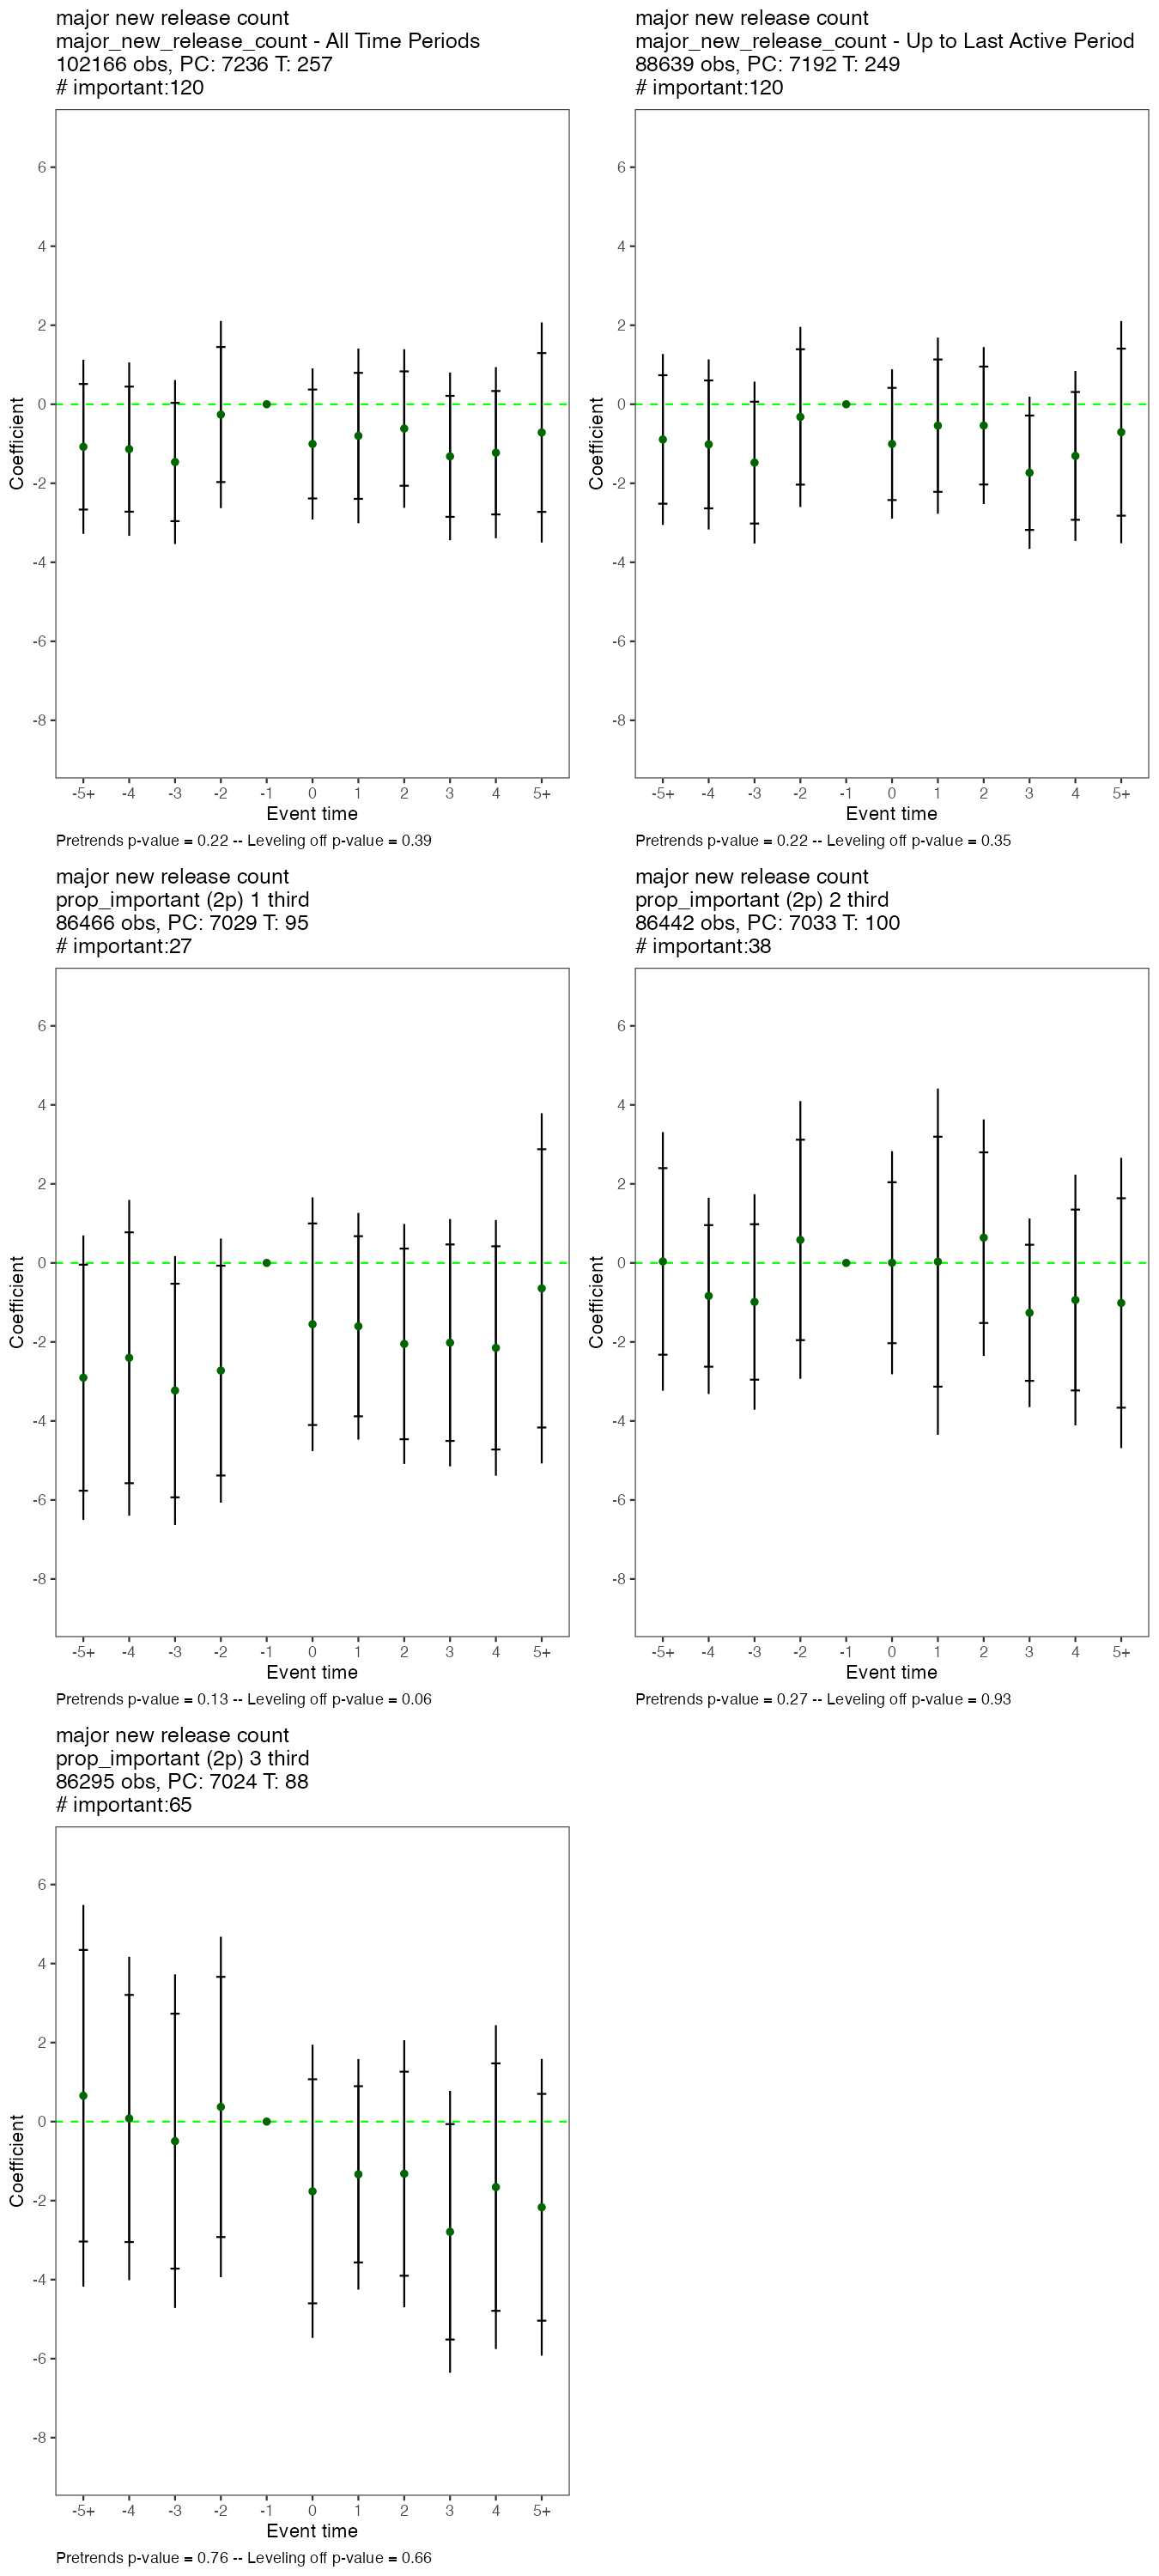 major new release count
major_new_release_count - All Time Periods
102166 obs, PC: 7236 T: 257
# important:120
6
4
2
0
-2
-4
-6
-8
Coefficient
-5+ -4 -3 -2 -1 0 1 2 3 4 5+
Event time
Pretrends p-value = 0.22 -- Leveling off p-value = 0.39
major new release count
major_new_release_count - Up to Last Active Period
88639 obs, PC: 7192 T: 249
# important:120
6
4
2
0
-2
-4
-6
-8
Coefficient
-5+ -4 -3 -2 -1 0 1 2 3 4 5+
Event time
Pretrends p-value = 0.22 -- Leveling off p-value = 0.35
major new release count
prop_important (2p) 1 third
86466 obs, PC: 7029 T: 95
# important:27
6
4
2
0
-2
-4
-6
-8
Coefficient
-5+ -4 -3 -2 -1 0 1 2 3 4 5+
Event time
Pretrends p-value = 0.13 -- Leveling off p-value = 0.06
major new release count
prop_important (2p) 2 third
86442 obs, PC: 7033 T: 100
# important:38
6
4
2
0
-2
-4
-6
-8
Coefficient
-5+ -4 -3 -2 -1 0 1 2 3 4 5+
Event time
Pretrends p-value = 0.27 -- Leveling off p-value = 0.93
major new release count
prop_important (2p) 3 third
86295 obs, PC: 7024 T: 88
# important:65
6
4
2
0
-2
-4
-6
-8
Coefficient
-5+ -4 -3 -2 -1 0 1 2 3 4 5+
Event time
Pretrends p-value = 0.76 -- Leveling off p-value = 0.66